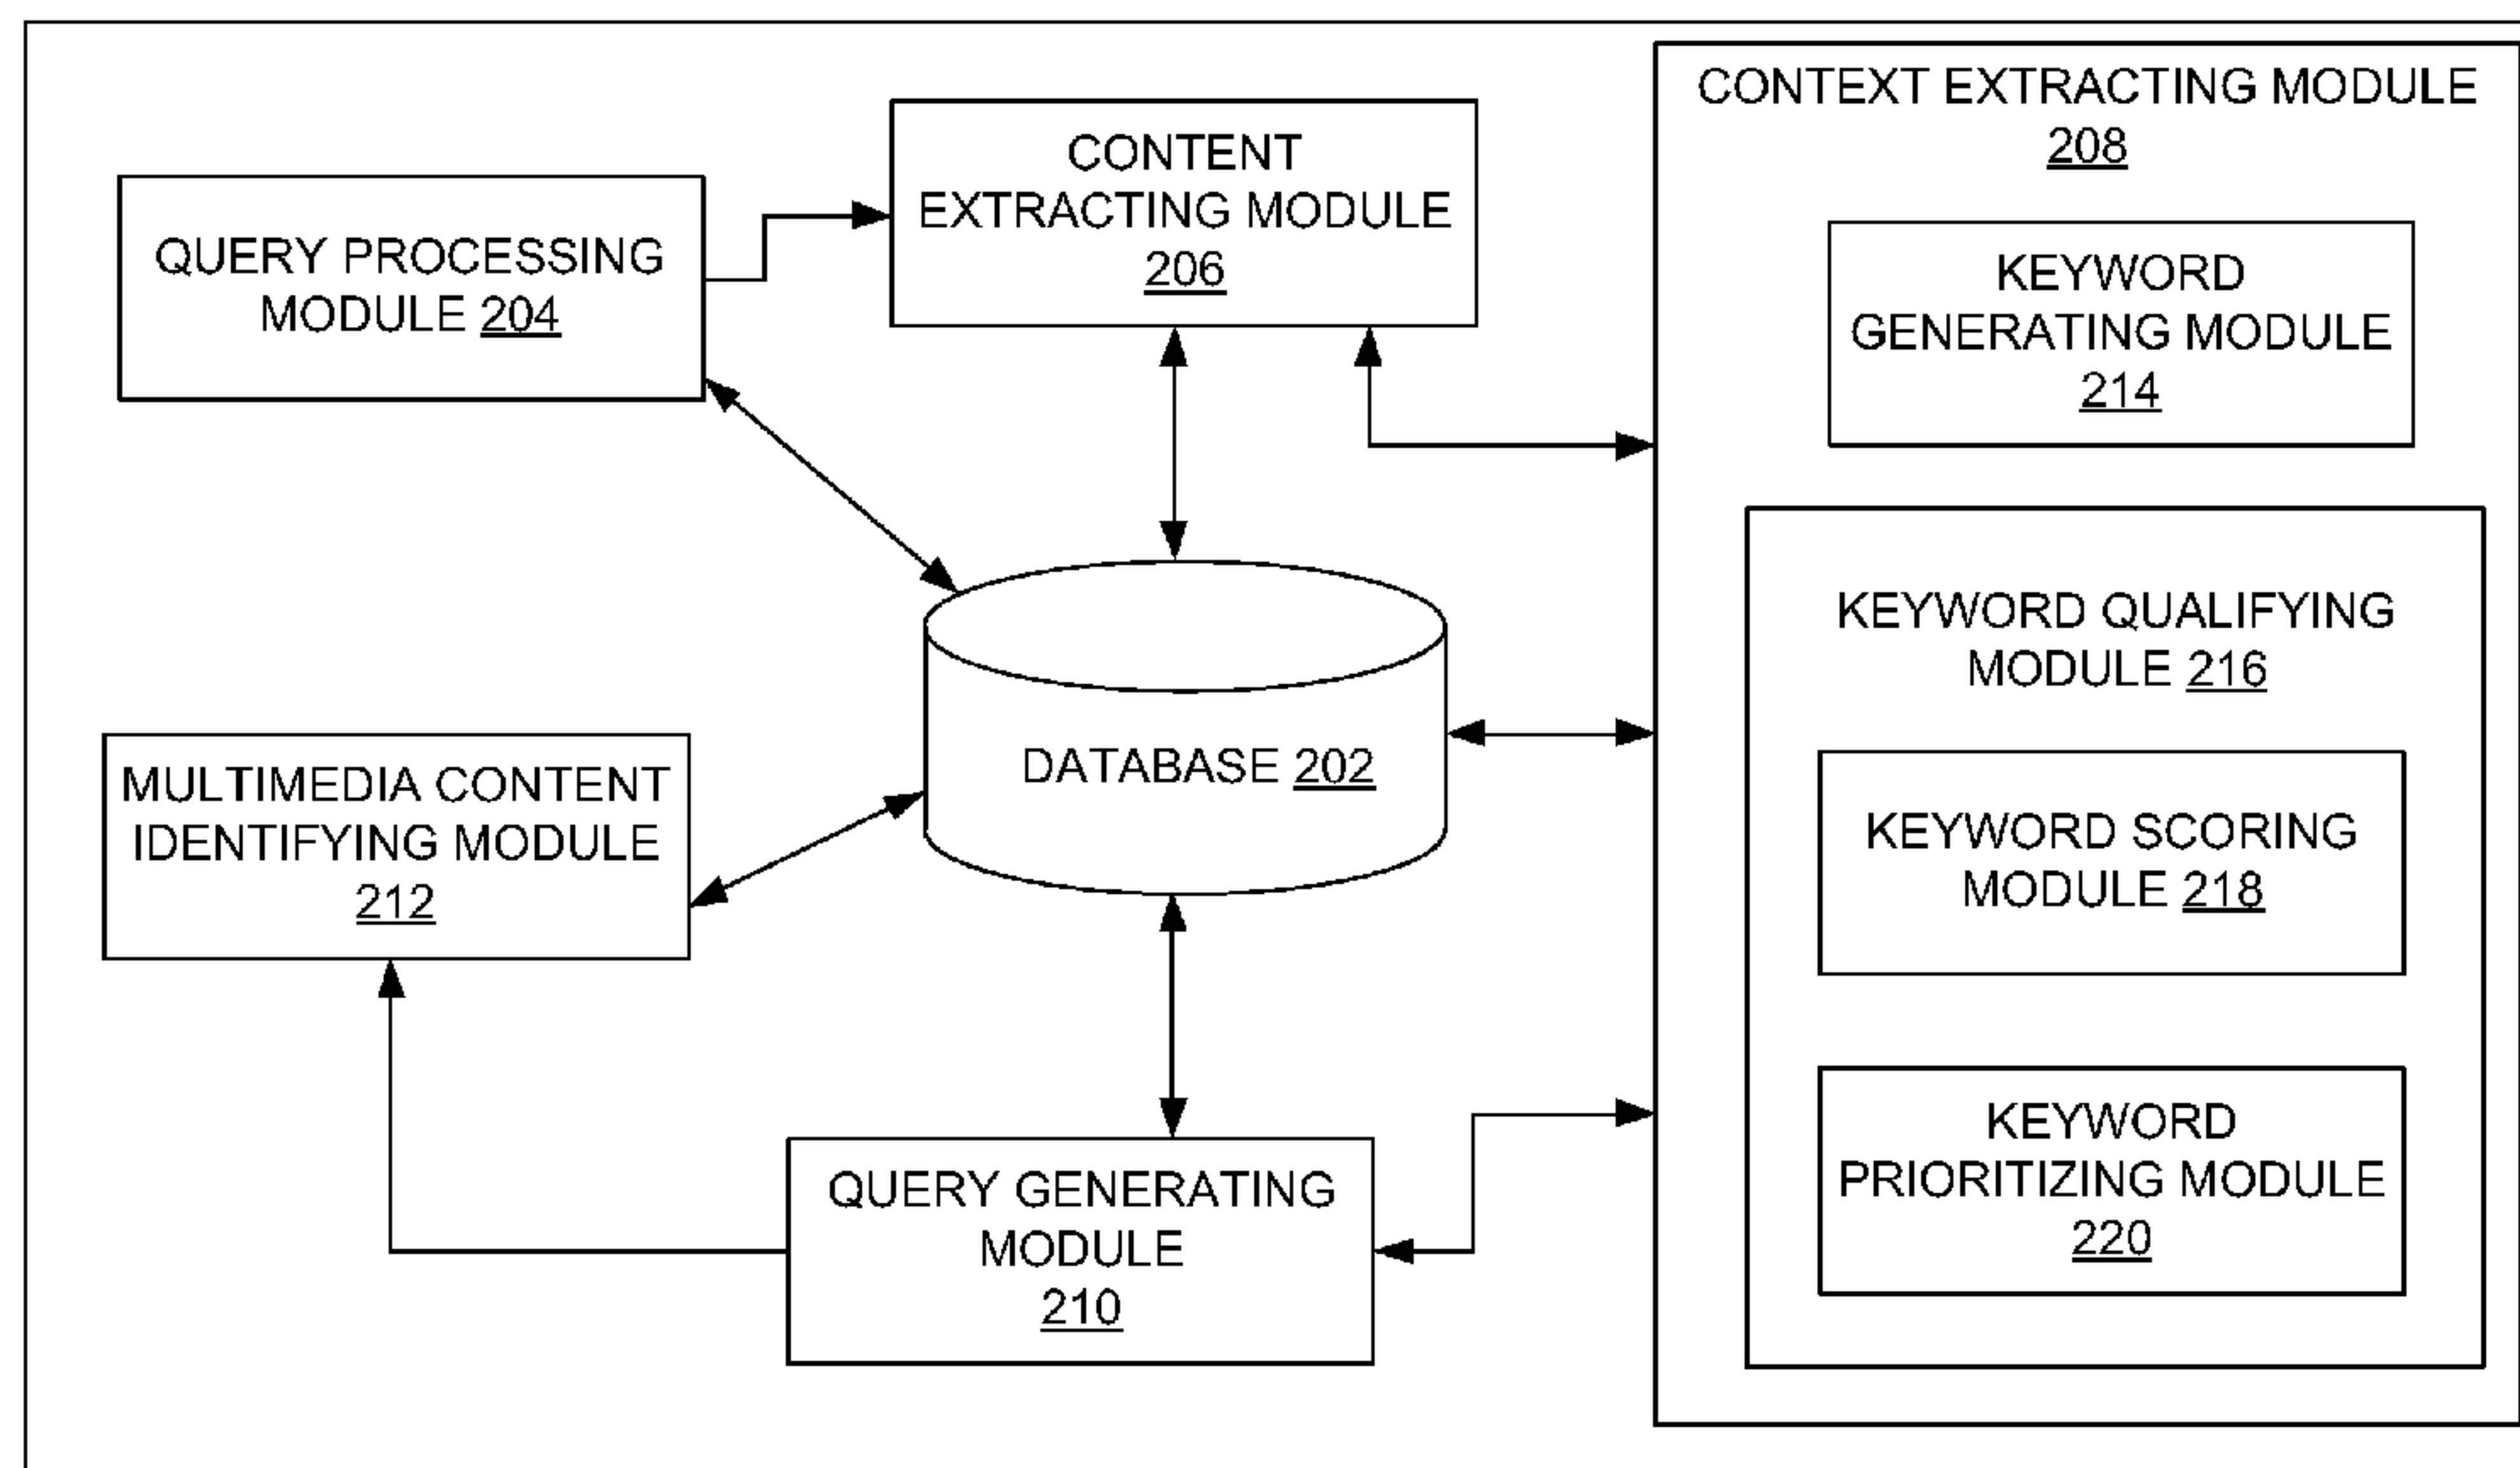 QUERY PROCESSING
MODULE 204
CONTENT
EXTRACTING MODULE
206
CONTEXT EXTRACTING MODULE
208
KEYWORD
GENERATING MODULE
214
KEYWORD QUALIFYING
MODULE 216
KEYWORD SCORING
MODULE 218
KEYWORD
PRIORITIZING MODULE
220
DATABASE 202
MULTIMEDIA CONTENT
IDENTIFYING MODULE
212
QUERY GENERATING
MODULE
210